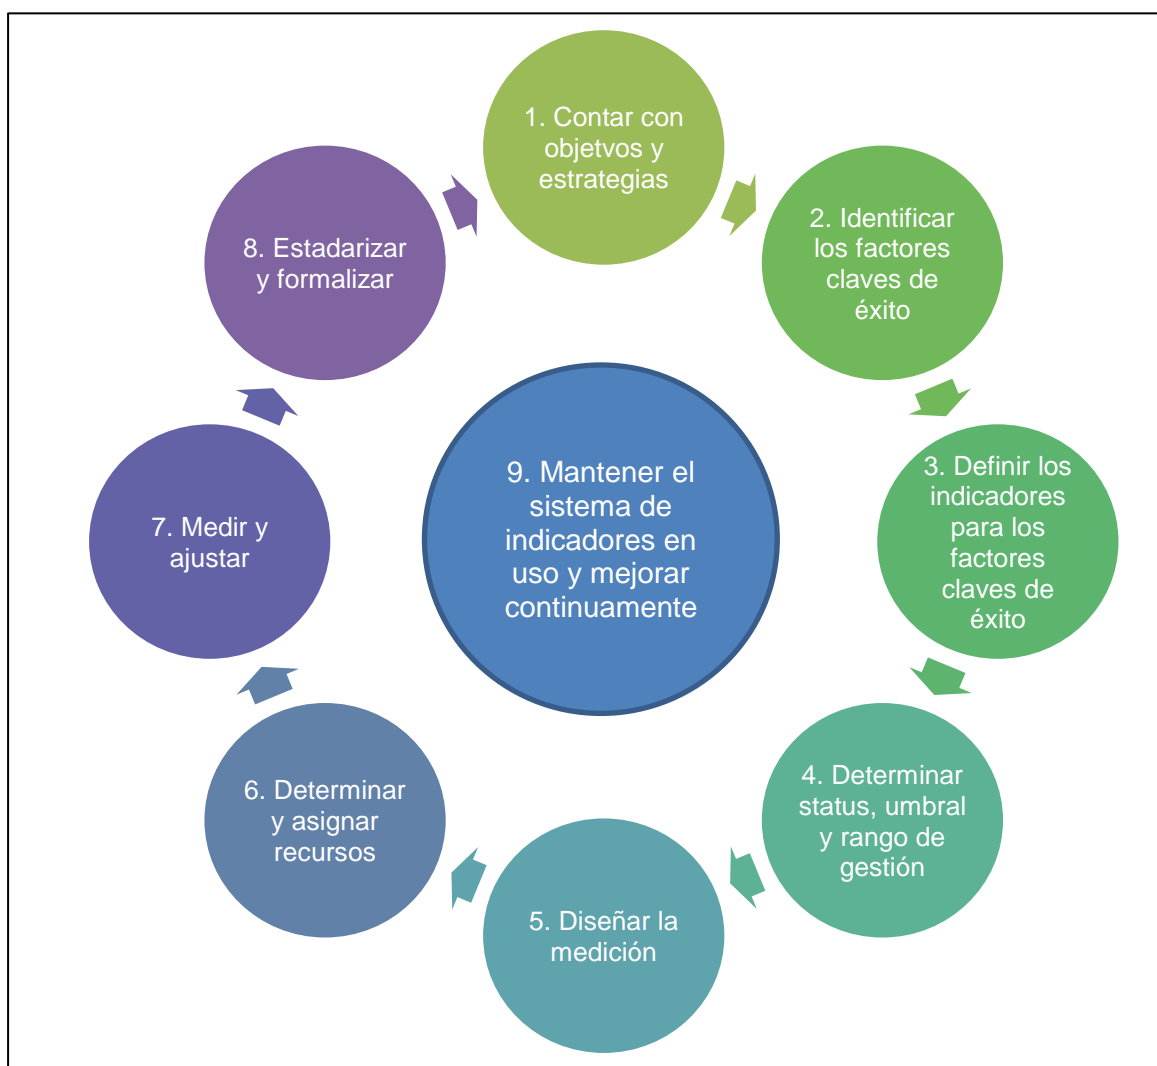 1. Contar con
objetvos y
estrategias
2. Identificar
los factores
claves de
éxito
3. Definir los
indicadores
para los
factores
claves de
éxito
4. Determinar
status, umbral
y rango de
gestión
5. Diseñar la
medición
6. Determinar
y asignar
recursos
7. Medir y
ajustar
8. Estadarizar
y formalizar
9. Mantener el
sistema de
indicadores en
uso y mejorar
continuamente